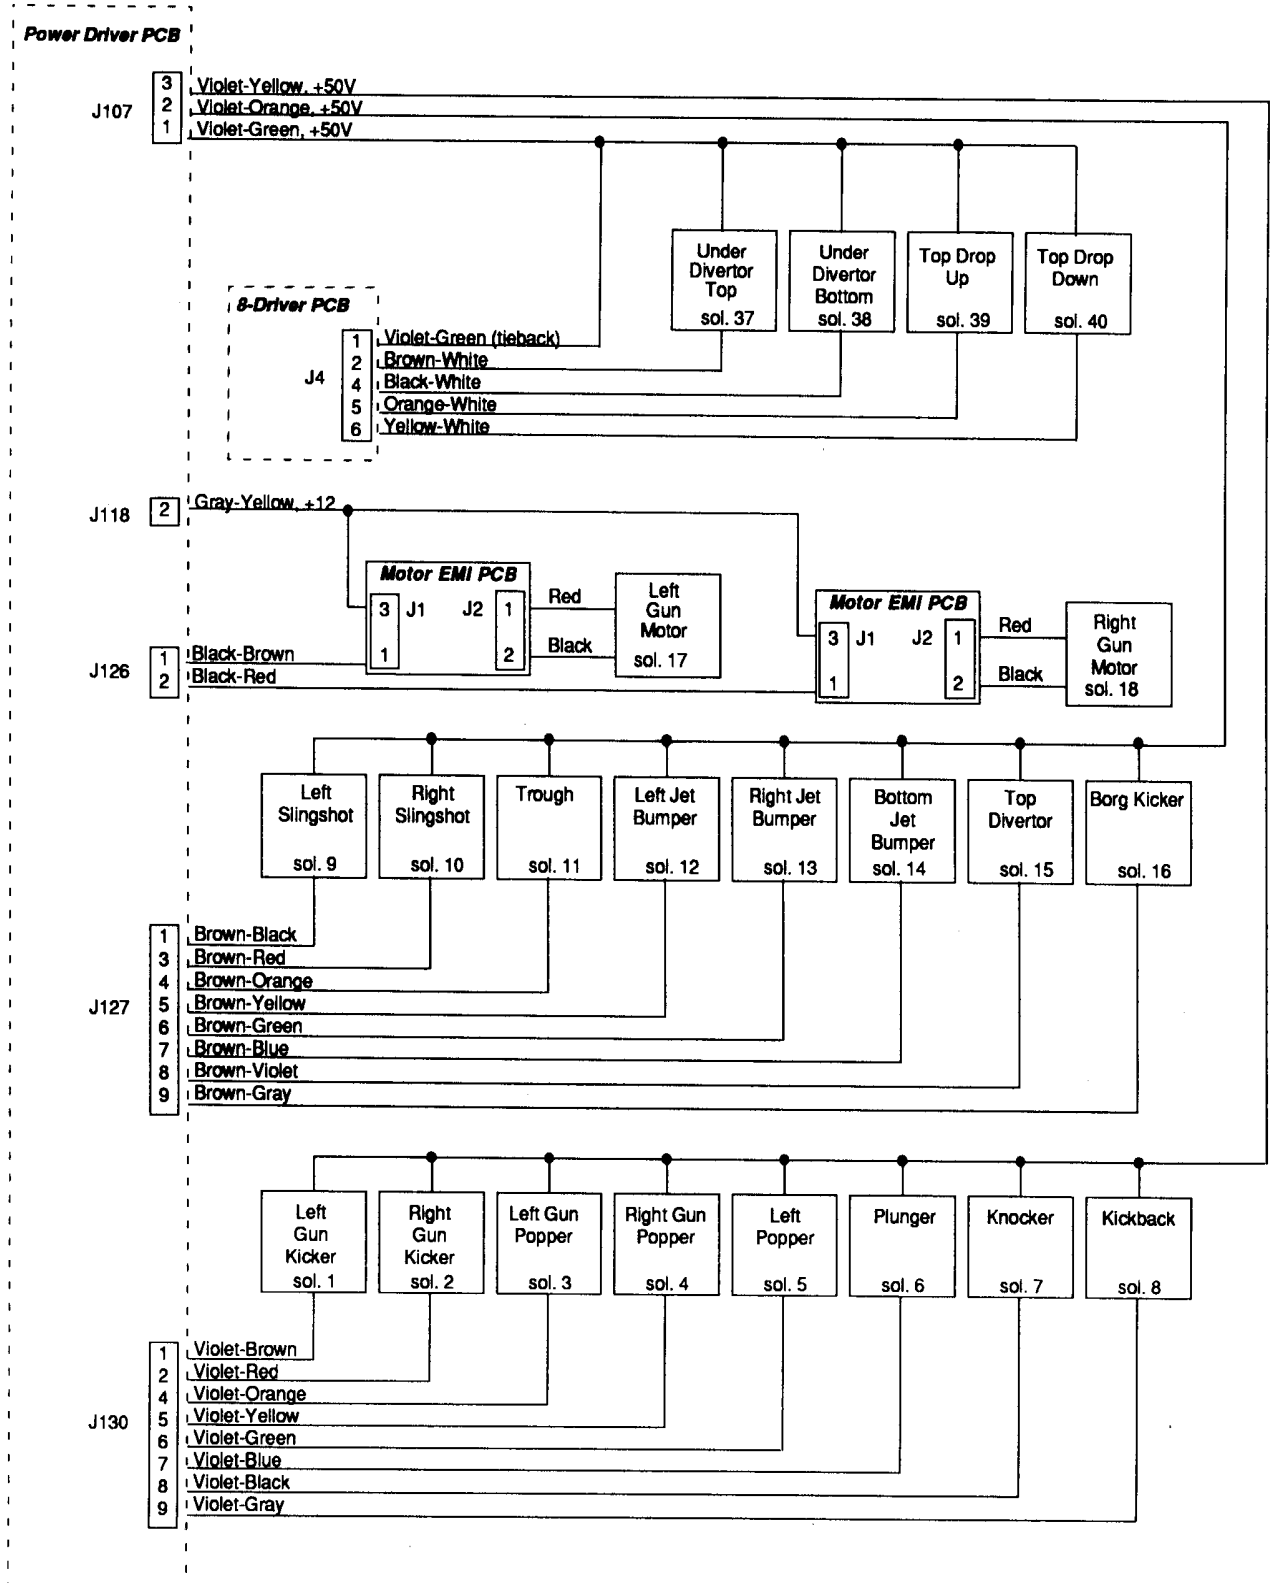 Power Driver PCB
J107
3 Violet-Yellow, +50V
2 Violet-Orange, +50V
1 Violet-Green, +50V
Under
Divertor
Top
sol. 37
Under
Divertor
Bottom
sol. 38
Top Drop
Up
sol. 39
Top Drop
Down
sol. 40
8-Driver PCB
J4
1 Violet-Green (tieback)
2 Brown-White
4 Black-White
5 Orange-White
6 Yellow-White
J118
2 Gray-Yellow, +12
Motor EMI PCB
3 J1 J2 1
1 2
Red
Black
Left
Gun
Motor
sol. 17
Motor EMI PCB
3 J1 J2 1
1 2
Red
Black
Right
Gun
Motor
sol. 18
J126
1 Black-Brown
2 Black-Red
Left
Slingshot
sol. 9
Right
Slingshot
sol. 10
Trough
sol. 11
Left Jet
Bumper
sol. 12
Right Jet
Bumper
sol. 13
Bottom
Jet
Bumper
sol. 14
Top
Divertor
sol. 15
Borg Kicker
sol. 16
J127
1 Brown-Black
3 Brown-Red
4 Brown-Orange
5 Brown-Yellow
6 Brown-Green
7 Brown-Blue
8 Brown-Violet
9 Brown-Gray
Left
Gun
Kicker
sol. 1
Right
Gun
Kicker
sol. 2
Left Gun
Popper
sol. 3
Right Gun
Popper
sol. 4
Left
Popper
sol. 5
Plunger
sol. 6
Knocker
sol. 7
Kickback
sol. 8
J130
1 Violet-Brown
2 Violet-Red
4 Violet-Orange
5 Violet-Yellow
6 Violet-Green
7 Violet-Blue
8 Violet-Black
9 Violet-Gray